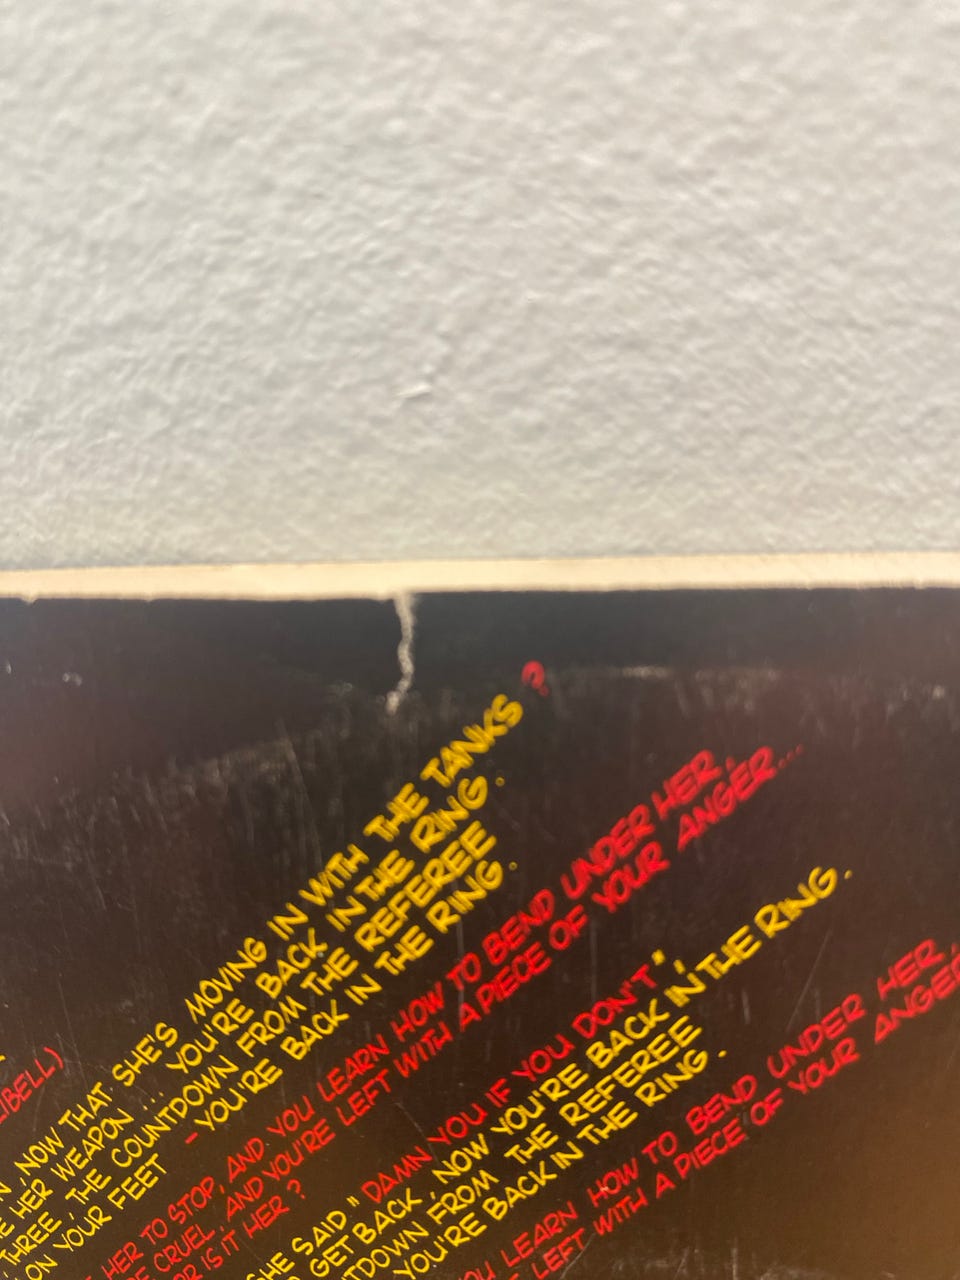 LIBELL)
, NOW THAT SHE'S MOVING IN WITH THE TANKS ?
HER WEAPON ... YOU'RE BACK IN THE RING .
THREE , THE COUNTDOWN FROM THE REFEREE
ON YOUR FEET - YOU'RE BACK IN THE RING .
HER TO STOP, AND YOU LEARN HOW TO BEND UNDER HER,
CRUEL, AND YOU'RE LEFT WITH A PIECE OF YOUR ANGER...
OR IS IT HER ?
SHE SAID " DAMN YOU IF YOU DON'T ",
GET BACK , NOW YOU'RE BACK IN THE RING .
NTDOWN FROM THE REFEREE
YOU'RE BACK IN THE RING .
LEARN HOW TO BEND UNDER HER,
LEFT WITH A PIECE OF YOUR ANGER